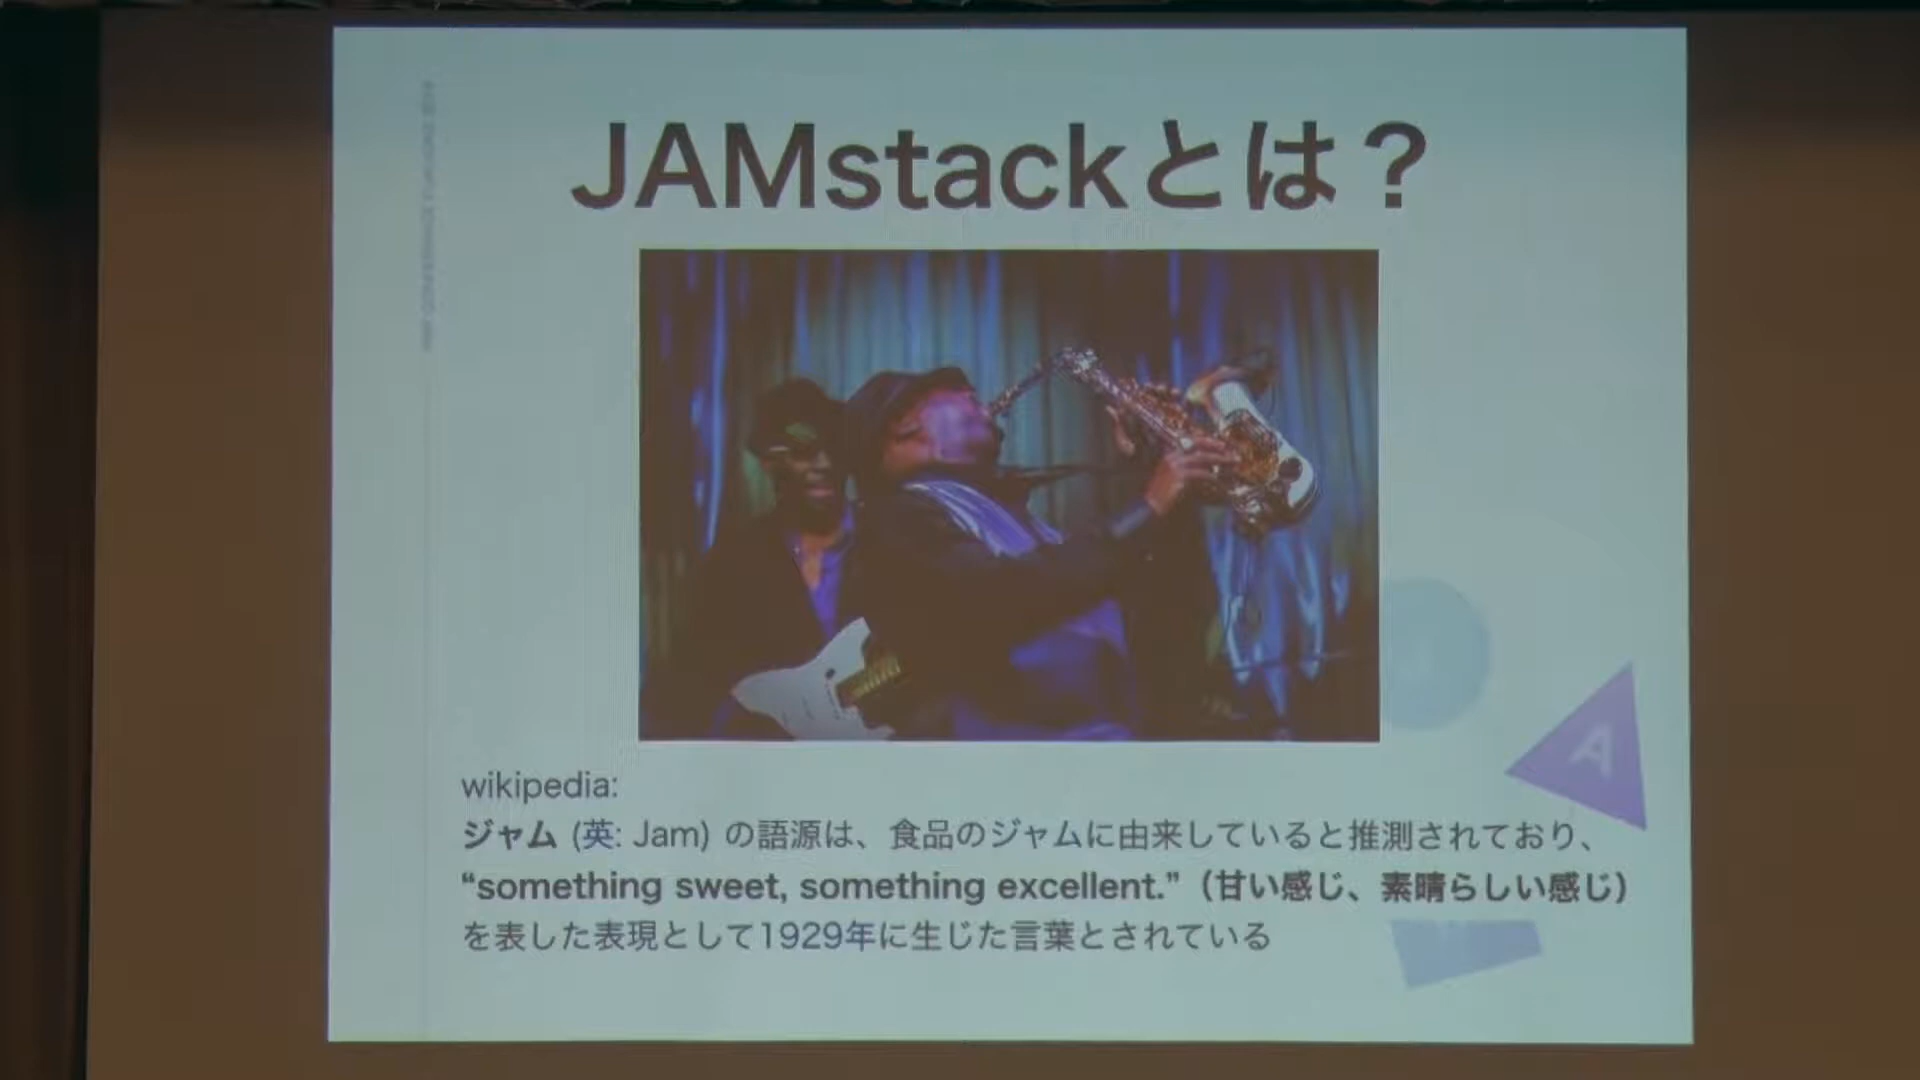 JAMstackとは？
wikipedia:
ジャム (英: Jam) の語源は、食品のジャムに由来していると推測されており、
“something sweet, something excellent.”（甘い感じ、素晴らしい感じ）
を表した表現として1929年に生じた言葉とされている
A